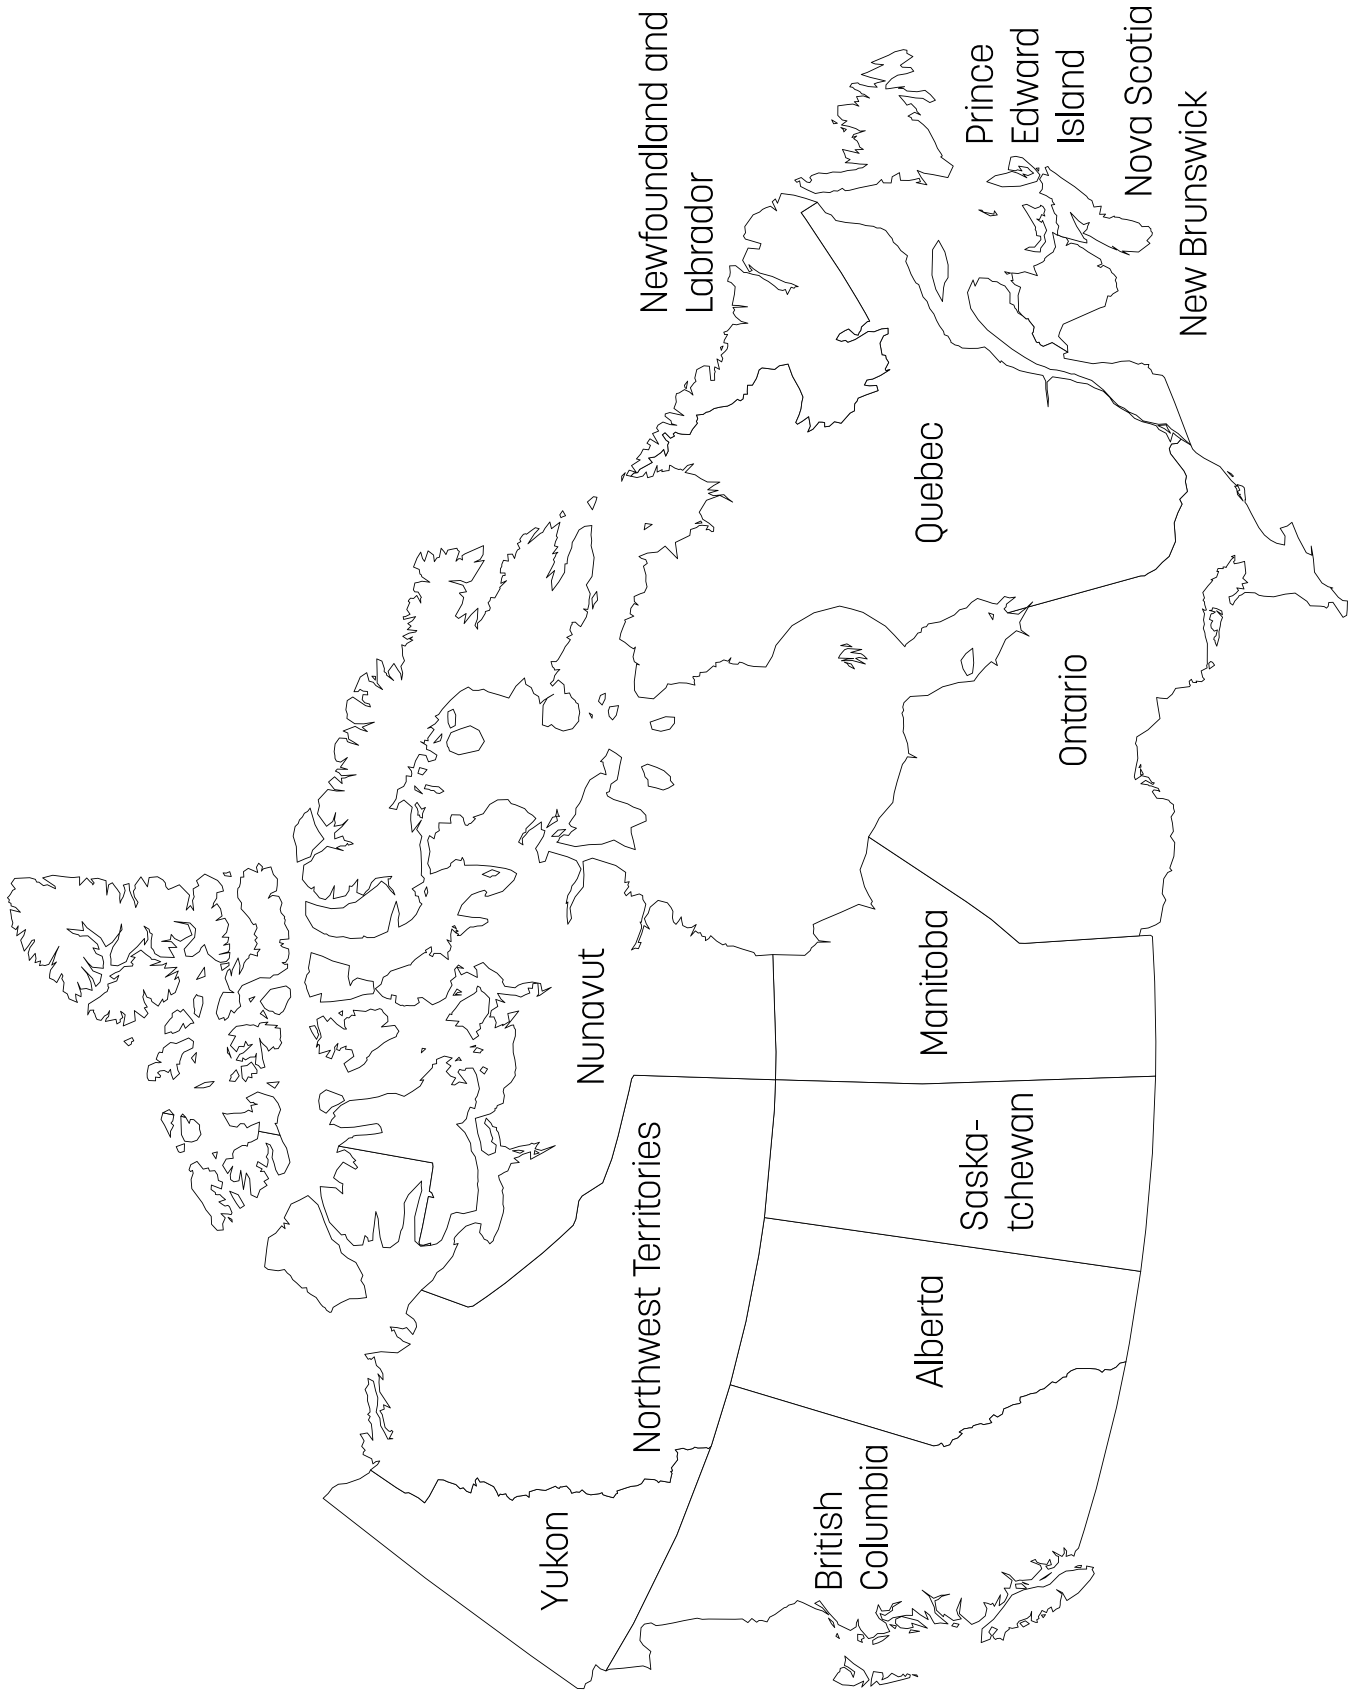 Yukon
Northwest Territories
Nunavut
British
Columbia
Alberta
Saska-
tchewan
Manitoba
Ontario
Quebec
Newfoundland and
Labrador
Prince
Edward
Island
Nova Scotia
New Brunswick